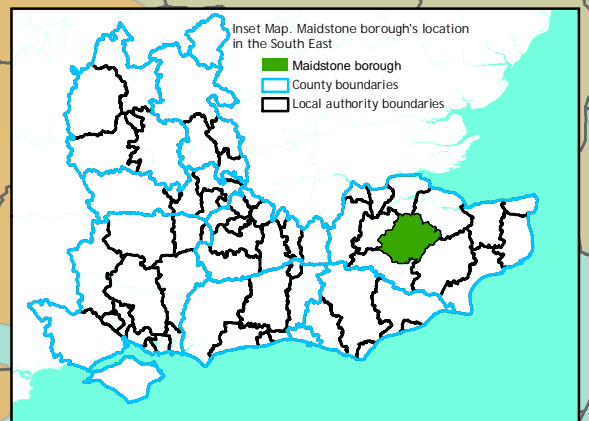 Inset Map. Maidstone borough's location
in the South East
Maidstone borough
County boundaries
Local authority boundaries